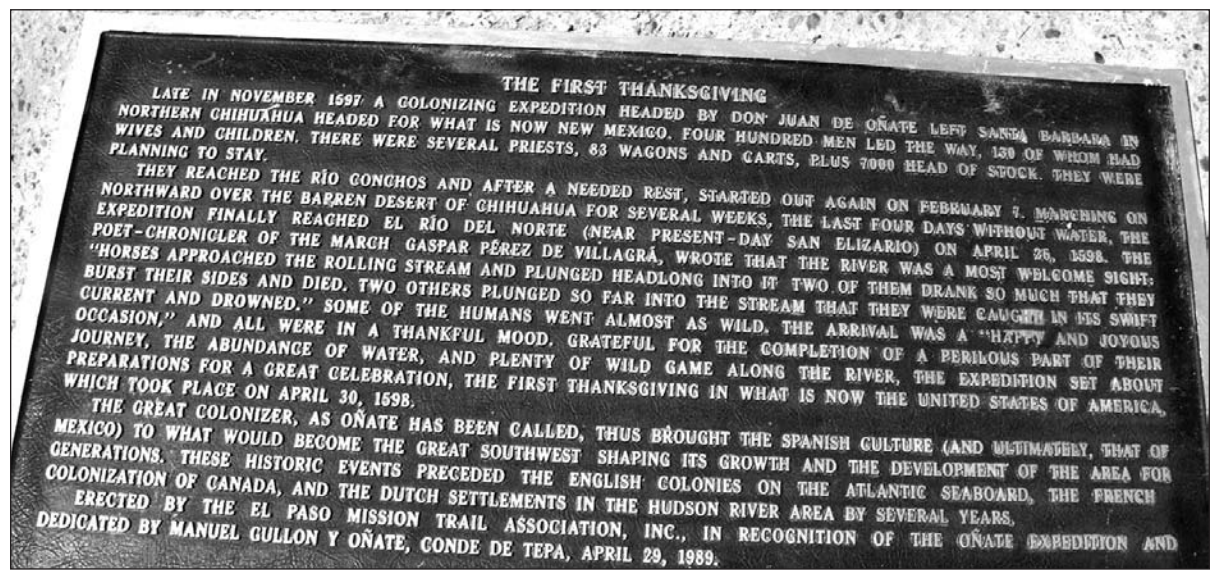 THE FIRST THANKSGIVING
LATE IN NOVEMBER 1597 A COLONIZING EXPEDITION HEADED BY DON JUAN DE OÑATE LEFT SANTA BARBARA IN
NORTHERN CHIHUAHUA HEADED FOR WHAT IS NOW NEW MEXICO. FOUR HUNDRED MEN LED THE WAY, 130 OF WHOM HAD
WIVES AND CHILDREN. THERE WERE SEVERAL PRIESTS, 83 WAGONS AND CARTS, PLUS 7000 HEAD OF STOCK. THEY WERE
PLANNING TO STAY.
THEY REACHED THE RÍO CONCHOS AND AFTER A NEEDED REST, STARTED OUT AGAIN ON FEBRUARY 7. MARCHING ON
NORTHWARD OVER THE BARREN DESERT OF CHIHUAHUA FOR SEVERAL WEEKS, THE LAST FOUR DAYS WITHOUT WATER, THE
EXPEDITION FINALLY REACHED EL RÍO DEL NORTE (NEAR PRESENT-DAY SAN ELIZARIO) ON APRIL 26, 1598. THE
POET-CHRONICLER OF THE MARCH GASPAR PÉREZ DE VILLAGRÁ, WROTE THAT THE RIVER WAS A MOST WELCOME SIGHT:
"HORSES APPROACHED THE ROLLING STREAM AND PLUNGED HEADLONG INTO IT TWO OF THEM DRANK SO MUCH THAT THEY
BURST THEIR SIDES AND DIED. TWO OTHERS PLUNGED SO FAR INTO THE STREAM THAT THEY WERE CAUGHT IN ITS SWIFT
CURRENT AND DROWNED." SOME OF THE HUMANS WENT ALMOST AS WILD. THE ARRIVAL WAS A "HAPPY AND JOYOUS
OCCASION," AND ALL WERE IN A THANKFUL MOOD. GRATEFUL FOR THE COMPLETION OF A PERILOUS PART OF THEIR
JOURNEY, THE ABUNDANCE OF WATER, AND PLENTY OF WILD GAME ALONG THE RIVER, THE EXPEDITION SET ABOUT
PREPARATIONS FOR A GREAT CELEBRATION, THE FIRST THANKSGIVING IN WHAT IS NOW THE UNITED STATES OF AMERICA,
WHICH TOOK PLACE ON APRIL 30, 1598.
THE GREAT COLONIZER, AS OÑATE HAS BEEN CALLED, THUS BROUGHT THE SPANISH CULTURE (AND ULTIMATELY, THAT OF
MEXICO) TO WHAT WOULD BECOME THE GREAT SOUTHWEST SHAPING ITS GROWTH AND THE DEVELOPMENT OF THE AREA FOR
GENERATIONS. THESE HISTORIC EVENTS PRECEDED THE ENGLISH COLONIES ON THE ATLANTIC SEABOARD, THE FRENCH
COLONIZATION OF CANADA, AND THE DUTCH SETTLEMENTS IN THE HUDSON RIVER AREA BY SEVERAL YEARS,
ERECTED BY THE EL PASO MISSION TRAIL ASSOCIATION, INC., IN RECOGNITION OF THE OÑATE EXPEDITION AND
DEDICATED BY MANUEL GULLON Y OÑATE, CONDE DE TEPA, APRIL 29, 1989.